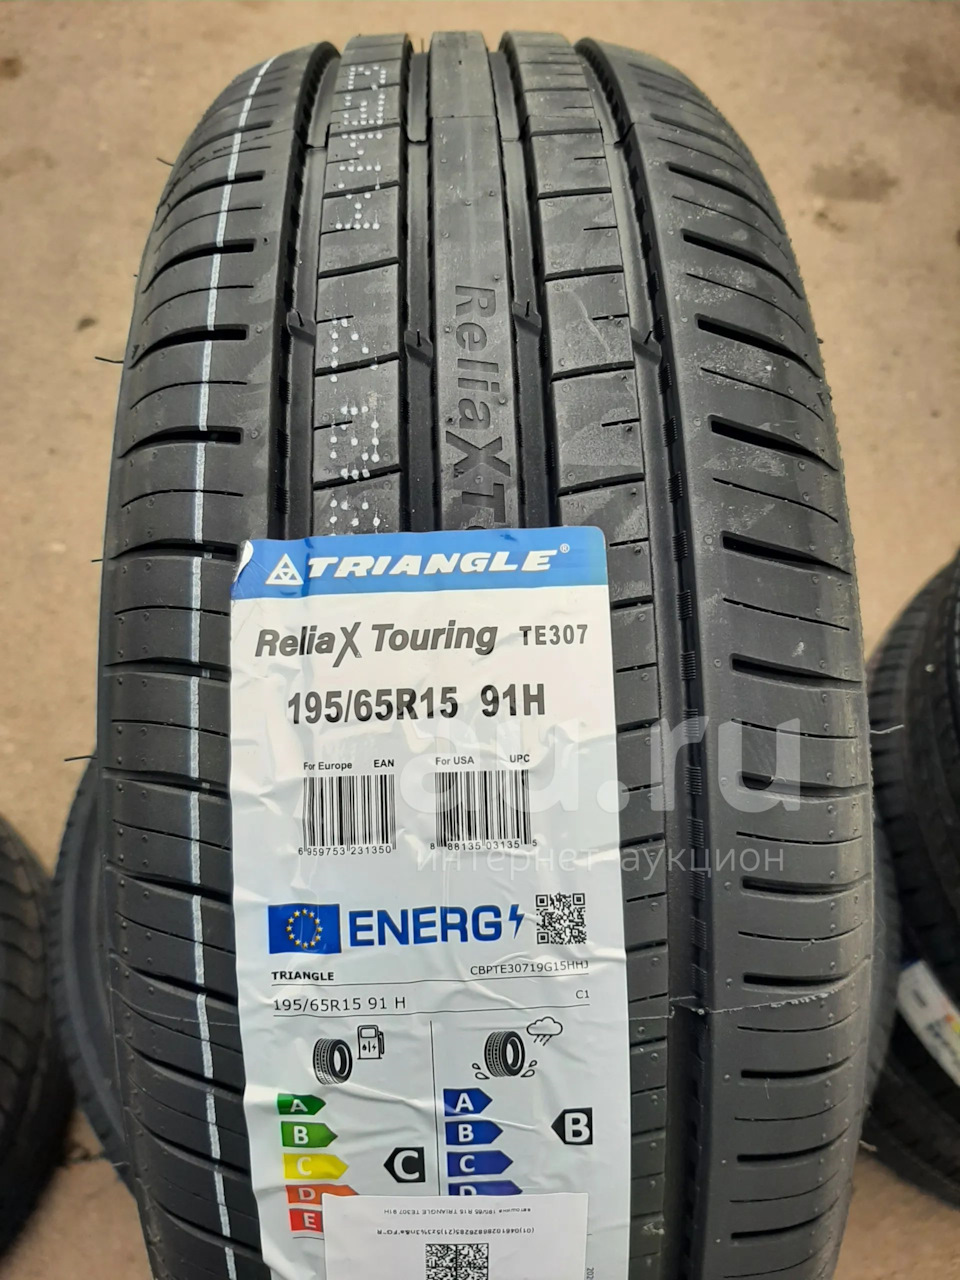 ReliaX T
TRIANGLE®
ReliaX Touring TE307
195/65R15 91H
For Europe EAN For USA UPC
6 959753 231350 8 88135 03135 5
au.ru
интернет-аукцион
ENERG
TRIANGLE CBPTE30719G15HHJ
195/65R15 91 H C1
A A
B B B
C C C
D D
E